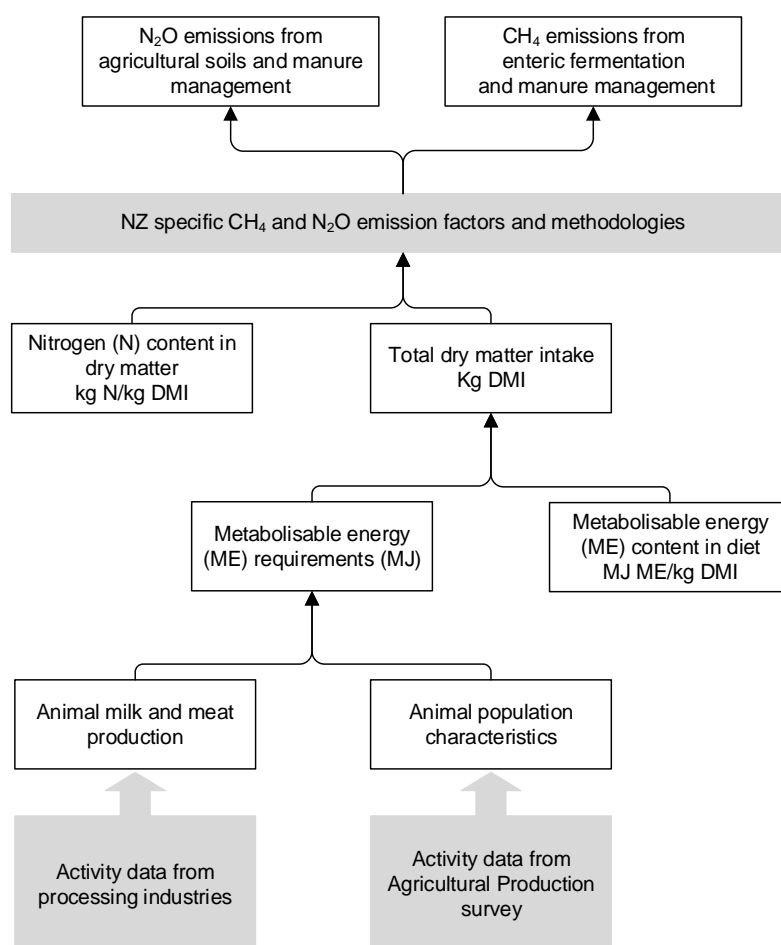 N₂O emissions from
agricultural soils and manure
management
CH₄ emissions from
enteric fermentation
and manure management
NZ specific CH₄ and N₂O emission factors and methodologies
Nitrogen (N) content in
dry matter
kg N/kg DMI
Total dry matter intake
Kg DMI
Metabolisable energy
(ME) requirements (MJ)
Metabolisable energy
(ME) content in diet
MJ ME/kg DMI
Animal milk and meat
production
Animal population
characteristics
Activity data from
processing industries
Activity data from
Agricultural Production
survey